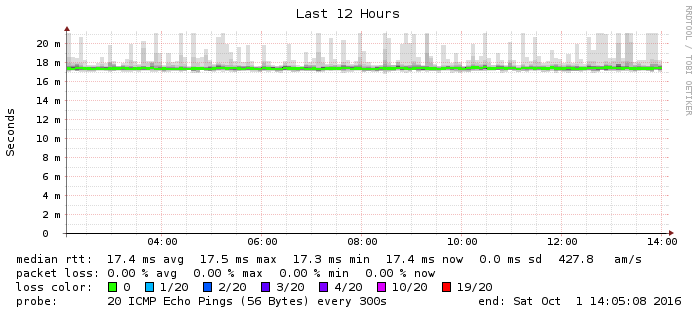 Last 12 Hours
RRDTOOL / TOBI OETIKER
Seconds
20 m
18 m
16 m
14 m
12 m
10 m
8 m
6 m
4 m
2 m
0
04:00 06:00 08:00 10:00 12:00 14:00
median rtt: 17.4 ms avg 17.5 ms max 17.3 ms min 17.4 ms now 0.0 ms sd 427.8 am/s
packet loss: 0.00 % avg 0.00 % max 0.00 % min 0.00 % now
loss color: 0 1/20 2/20 3/20 4/20 10/20 19/20
probe: 20 ICMP Echo Pings (56 Bytes) every 300s end: Sat Oct 1 14:05:08 2016